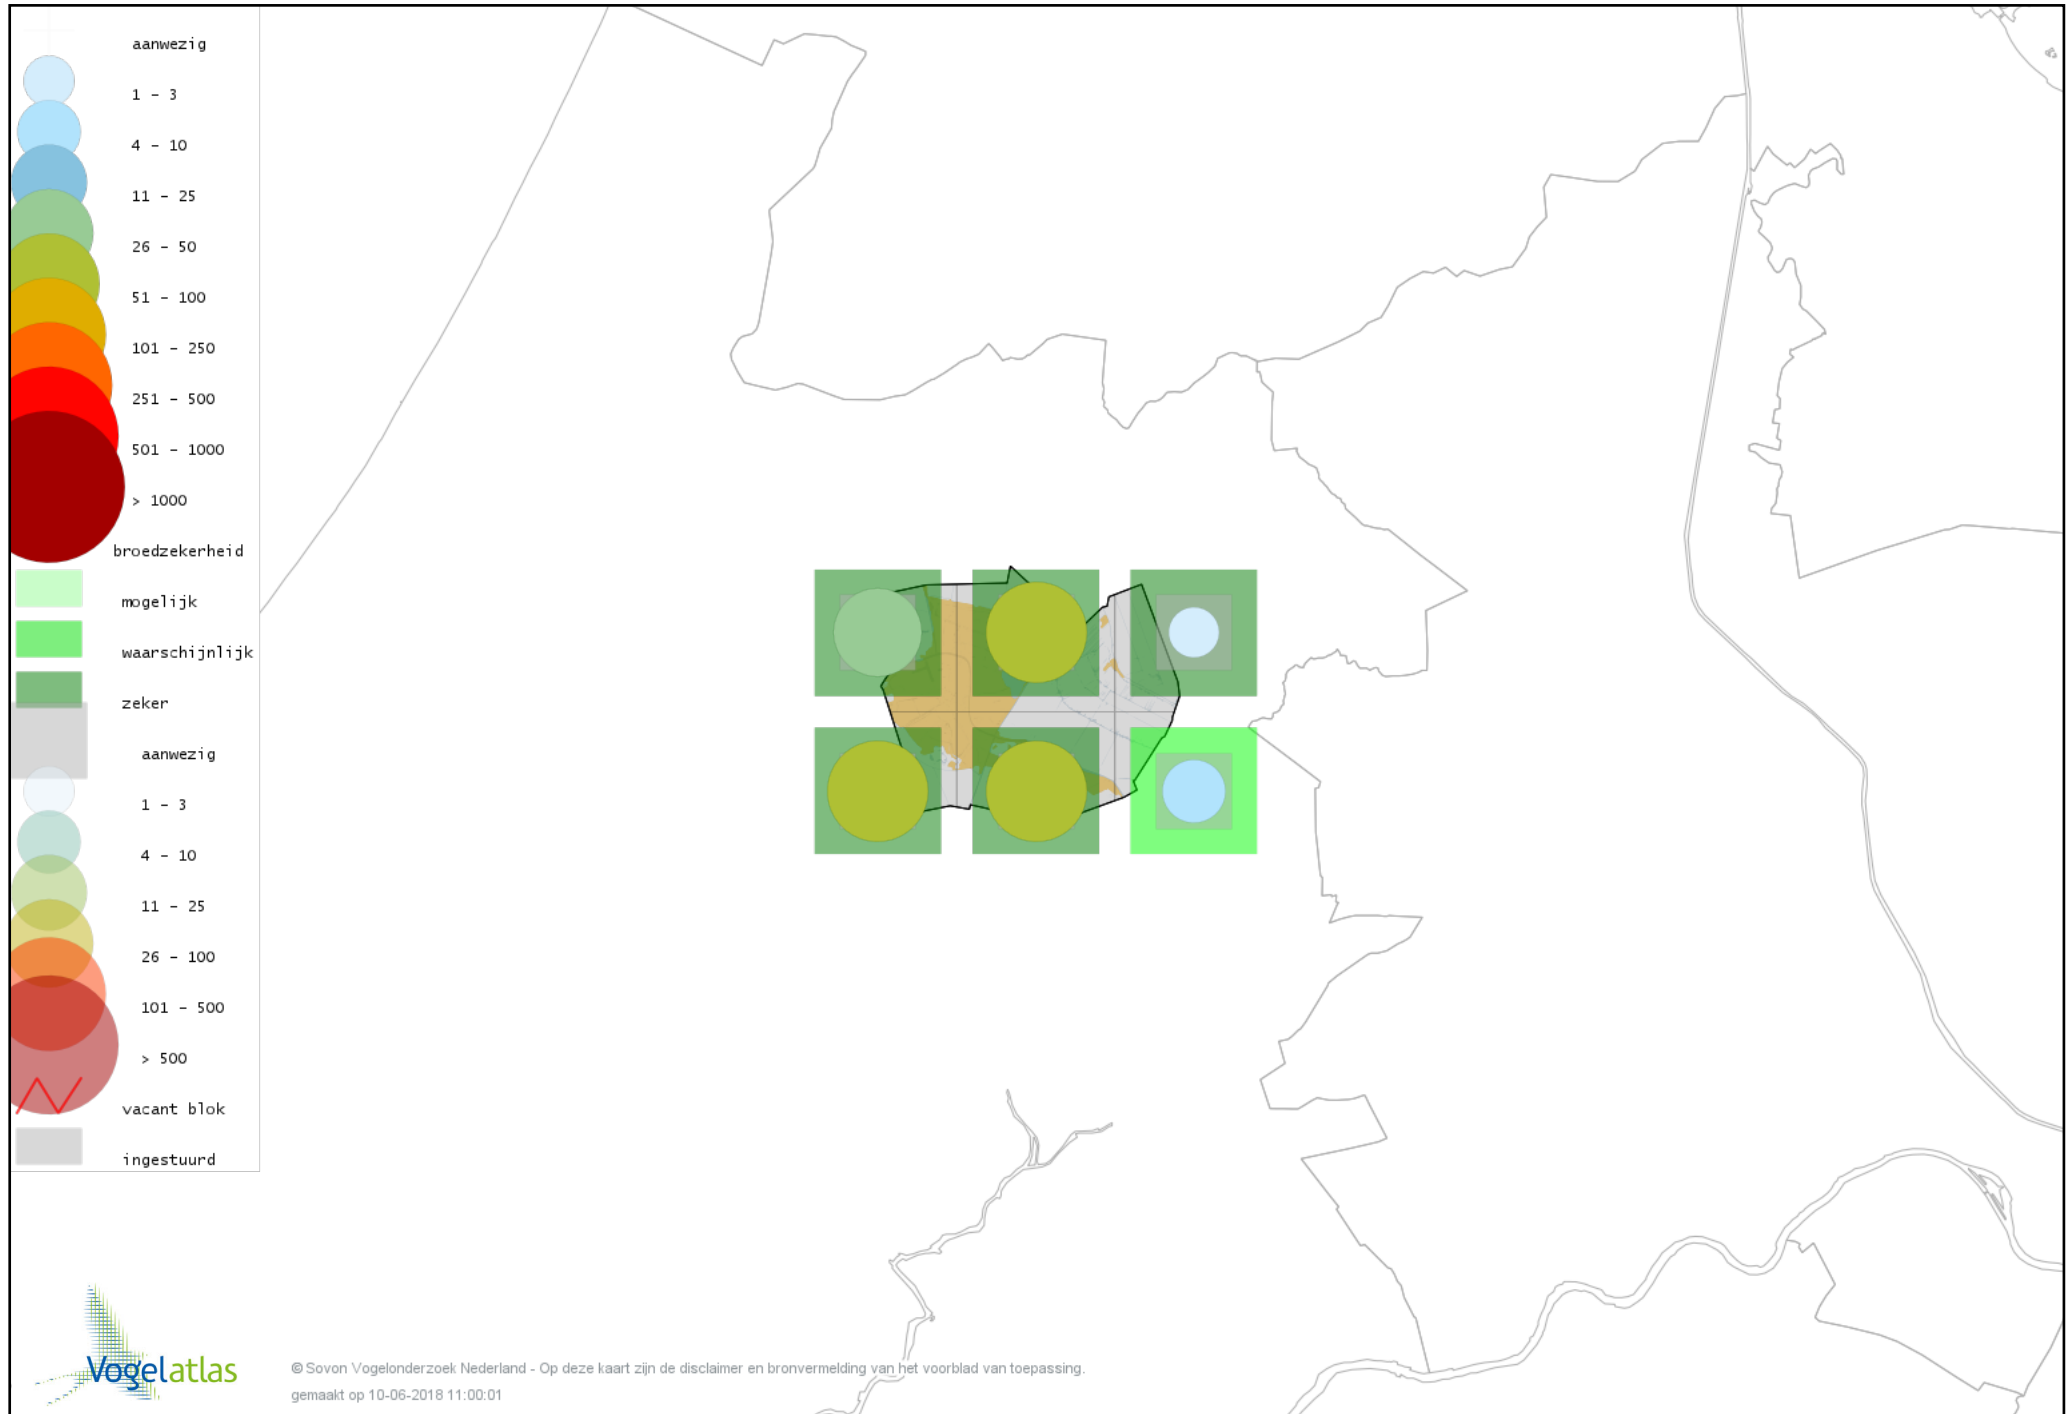 aanwezig
1 - 3
4 - 10
11 - 25
26 - 50
51 - 100
101 - 250
251 - 500
501 - 1000
> 1000
broedzekerheid
mogelijk
waarschijnlijk
zeker
aanwezig
1 - 3
4 - 10
11 - 25
26 - 100
101 - 500
> 500
vacant blok
ingestuurd
Vogelatlas
© Sovon Vogelonderzoek Nederland - Op deze kaart zijn de disclaimer en bronvermelding van het voorblad van toepassing.
gemaakt op 10-06-2018 11:00:01